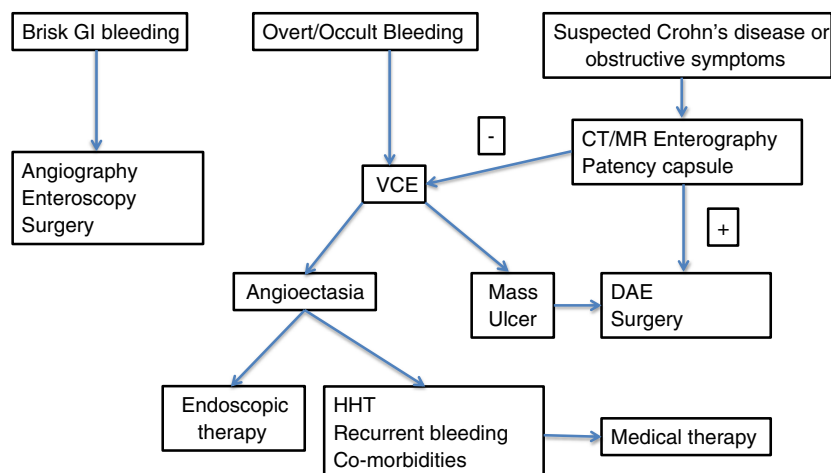 Brisk GI bleeding
Overt/Occult Bleeding
Suspected Crohn’s disease or
obstructive symptoms
Angiography
Enteroscopy
Surgery
-
CT/MR Enterography
Patency capsule
VCE
+
Angioectasia
Mass
Ulcer
DAE
Surgery
Endoscopic
therapy
HHT
Recurrent bleeding
Co-morbidities
Medical therapy